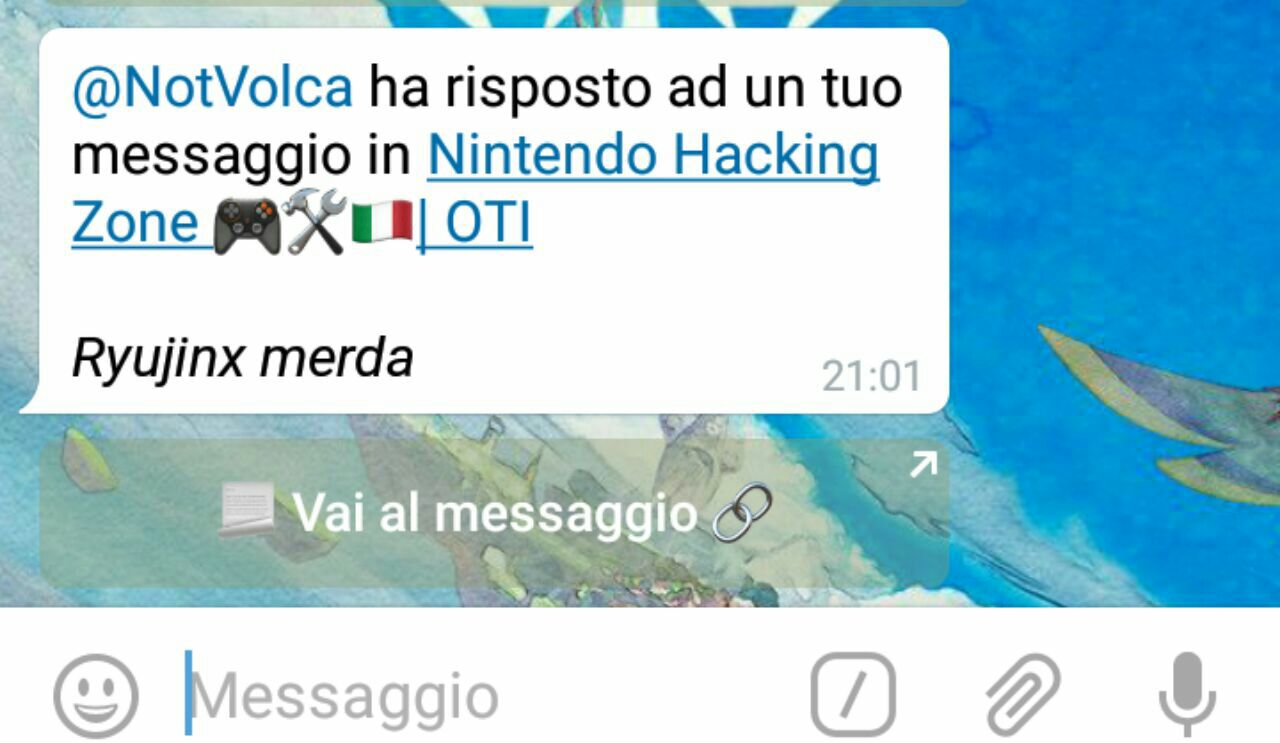 @NotVolca ha risposto ad un tuo
messaggio in Nintendo Hacking
Zone 🎮🛠🇮🇹| OTI
Ryujinx merda
21:01
Vai al messaggio
Messaggio